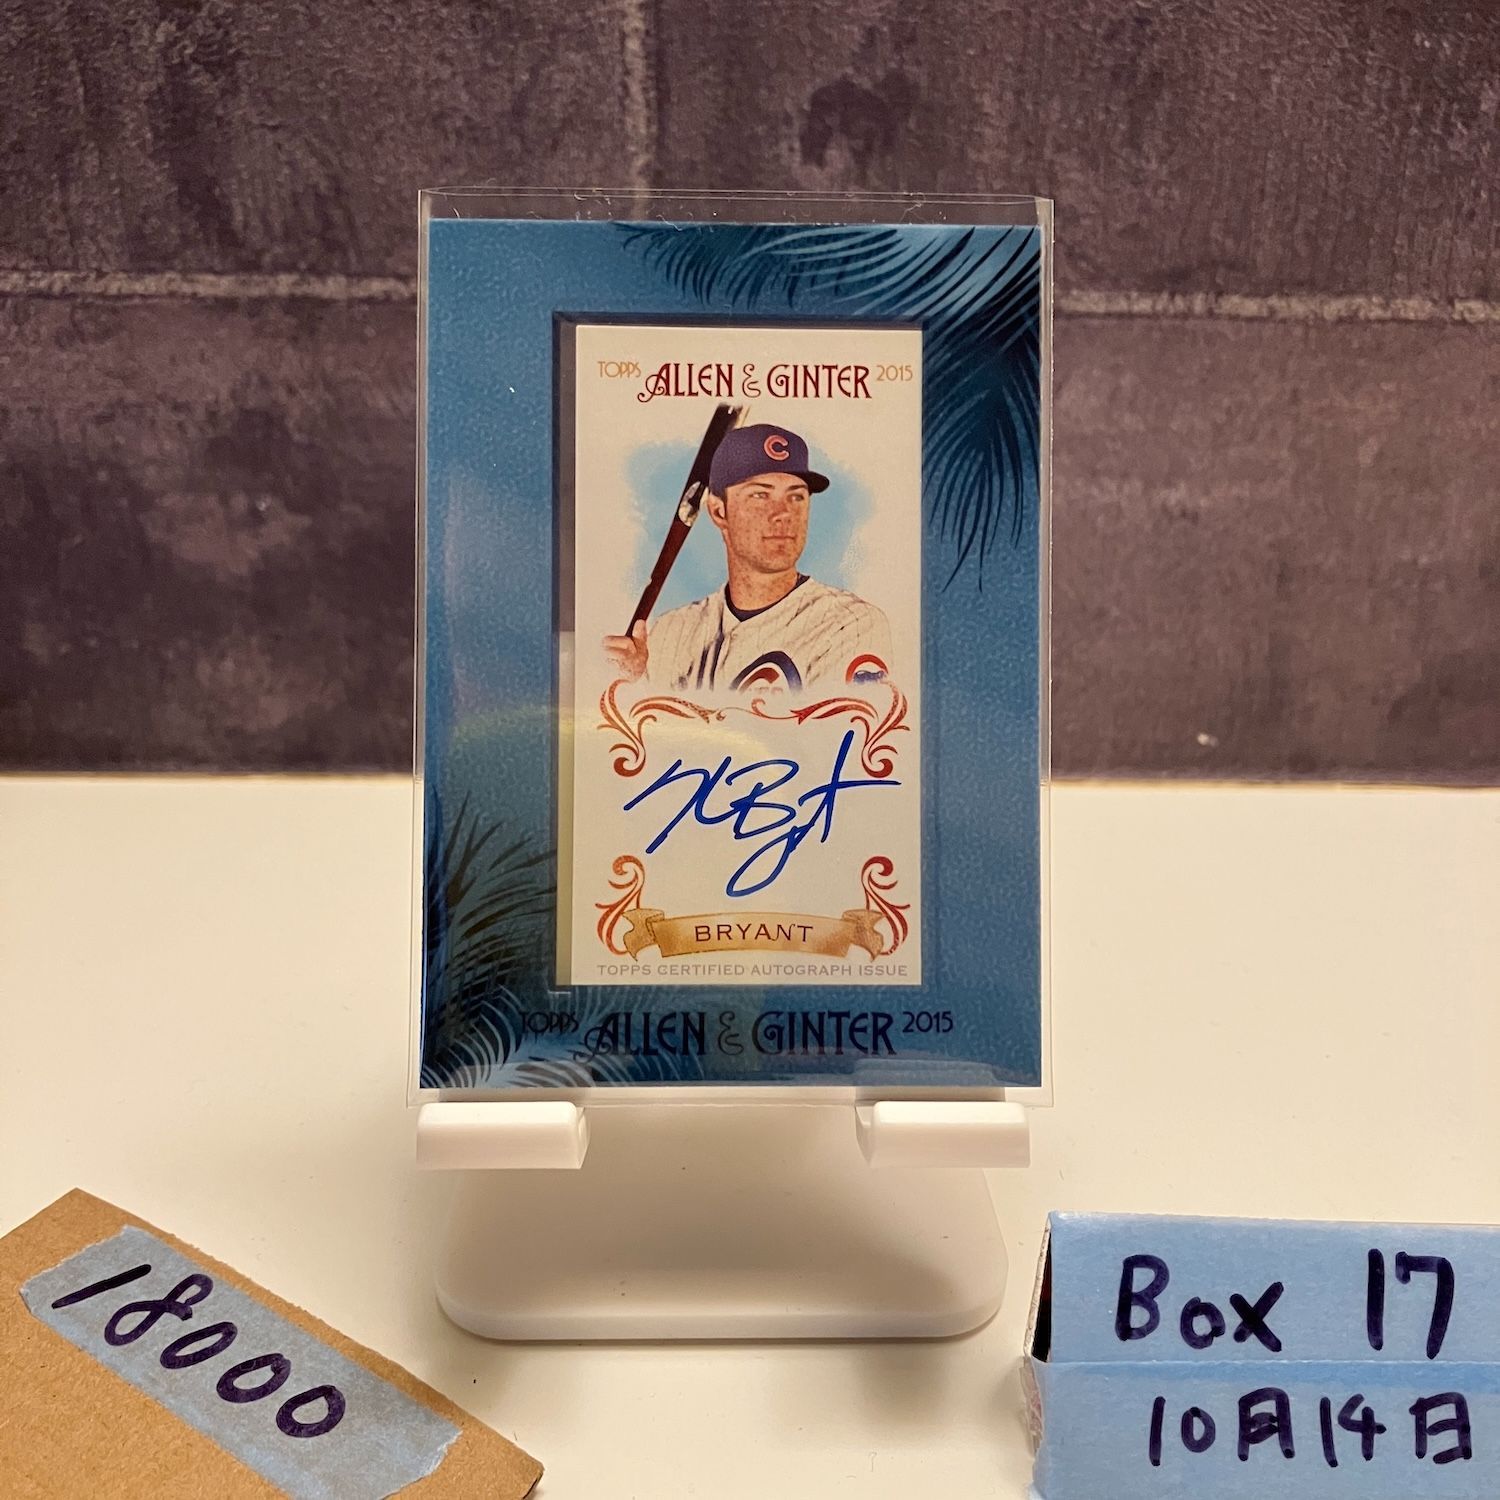 TOPPS ALLEN & GINTER 2015
C
K Bryant
BRYANT
TOPPS CERTIFIED AUTOGRAPH ISSUE
TOPPS ALLEN & GINTER 2015
18000
Box 17
10月14日